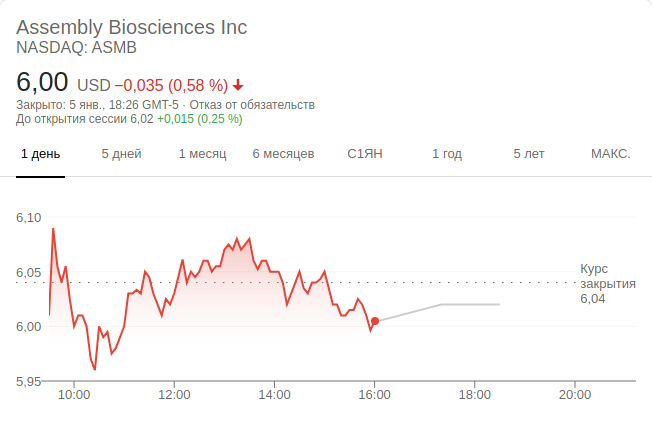 Assembly Biosciences Inc
NASDAQ: ASMB
6,00 USD −0,035 (0,58 %)
Закрыто: 5 янв., 18:26 GMT-5 · Отказ от обязательств
До открытия сессии 6,02 +0,015 (0,25 %)
1 день 5 дней 1 месяц 6 месяцев С1ЯН 1 год 5 лет МАКС.
6,10
6,05
6,00
5,95
Курс
закрытия
6,04
10:00 12:00 14:00 16:00 18:00 20:00